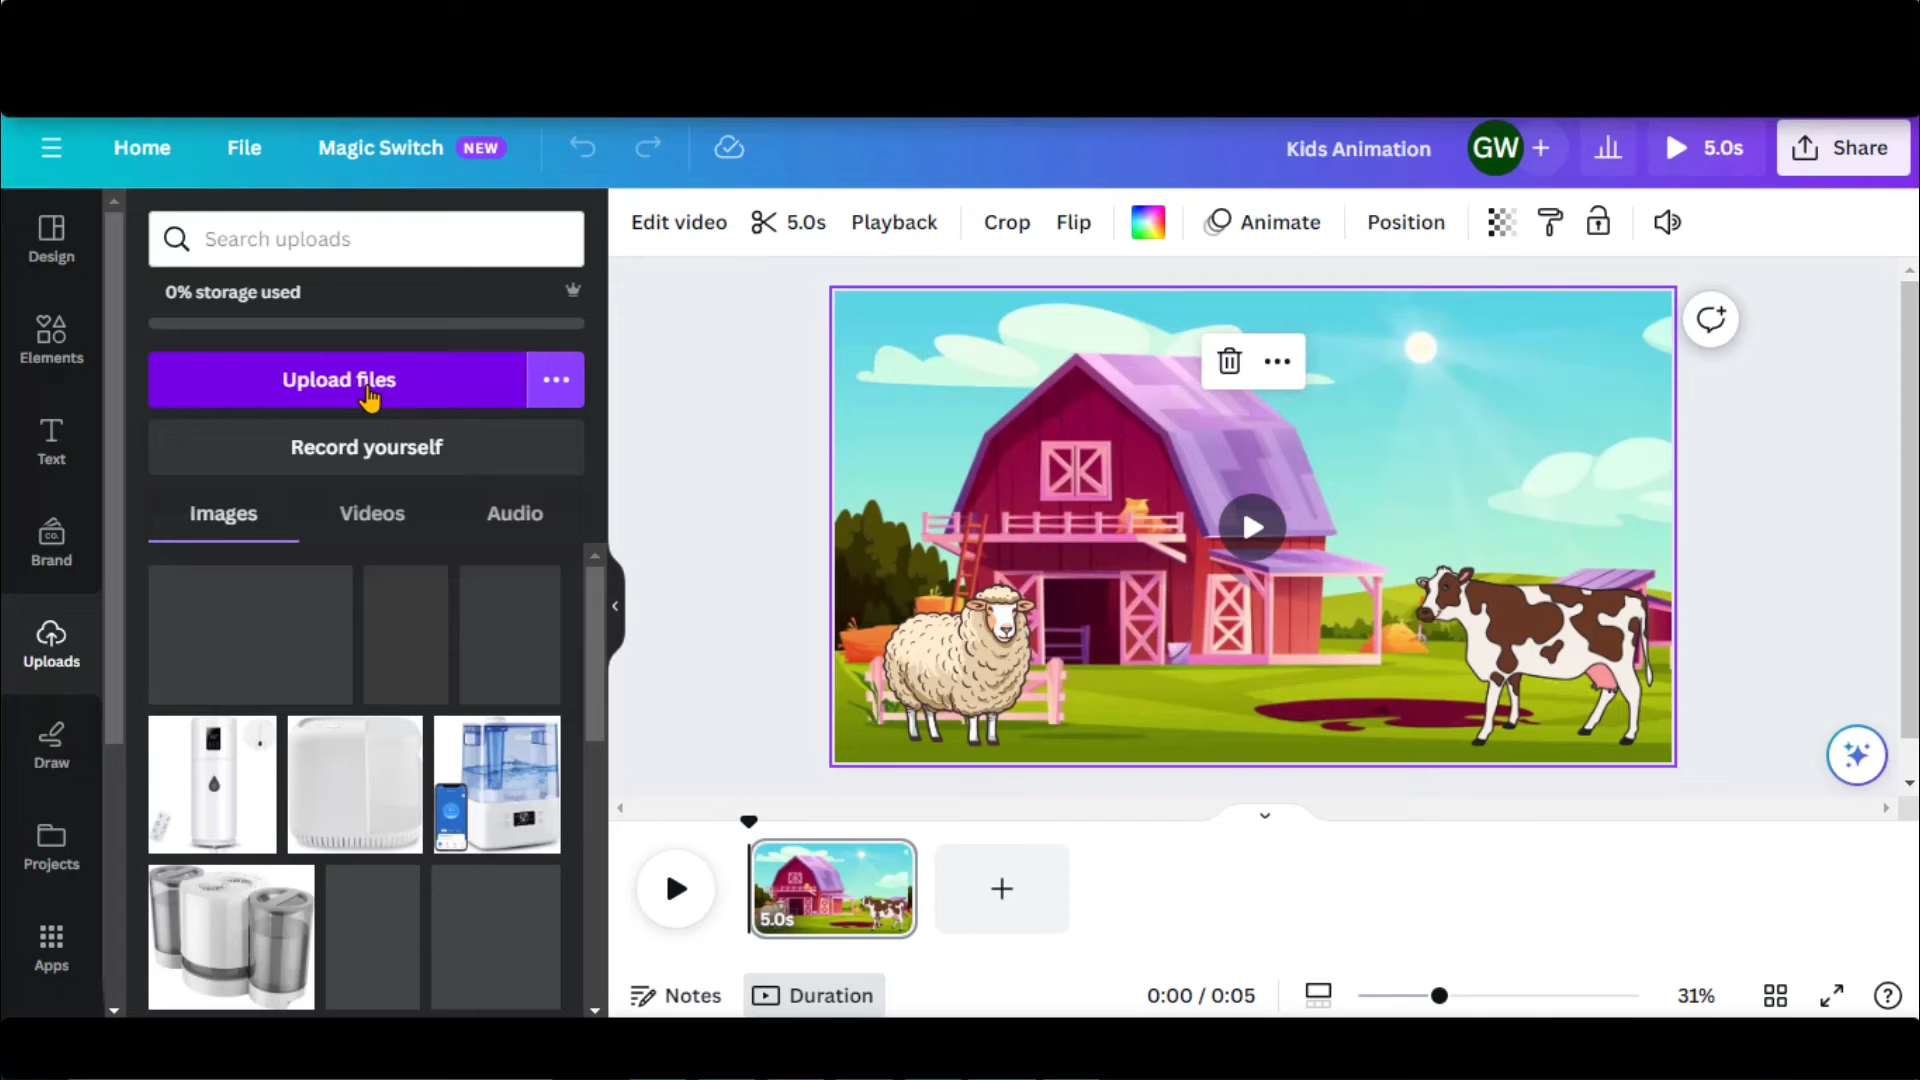 Home File Magic Switch NEW Kids Animation GW 5.0s Share
Design
Elements
Text
CO.
Brand
Uploads
Draw
Projects
Apps
Search uploads
0% storage used
Upload files
Record yourself
Images Videos Audio
Edit video 5.0s Playback Crop Flip Animate Position
5.0s
Notes Duration 0:00 / 0:05 31%